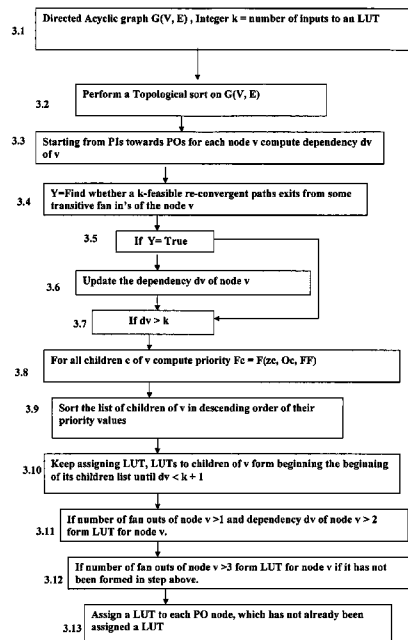 3.1
Directed Acyclic graph G(V, E) , Integer k = number of inputs to an LUT
3.2
Perform a Topological sort on G(V, E)
3.3
Starting from PIs towards POs for each node v compute dependency dv
of v
3.4
Y=Find whether a k-feasible re-convergent paths exits from some
transitive fan in's of the node v
3.5
If Y= True
3.6
Update the dependency dv of node v
3.7
If dv > k
3.8
For all children c of v compute priority Fc = F(zc, Oc, FF)
3.9
Sort the list of children of v in descending order of their
priority values
3.10
Keep assigning LUT, LUTs to children of v form beginning the beginning
of its children list until dv < k + 1
3.11
If number of fan outs of node v >1 and dependency dv of node v > 2
form LUT for node v.
3.12
If number of fan outs of node v >3 form LUT for node v if it has not
been formed in step above.
3.13
Assign a LUT to each PO node, which has not already been
assigned a LUT